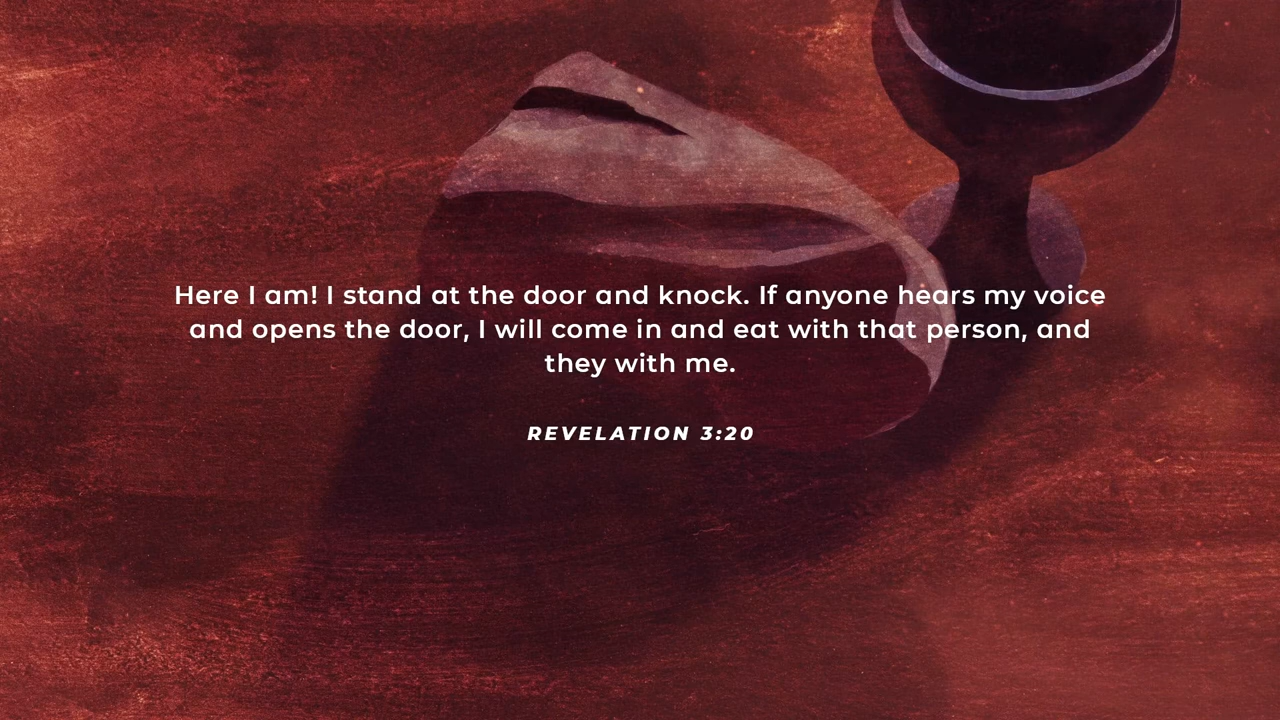 Here I am! I stand at the door and knock. If anyone hears my voice
and opens the door, I will come in and eat with that person, and
they with me.
REVELATION 3:20